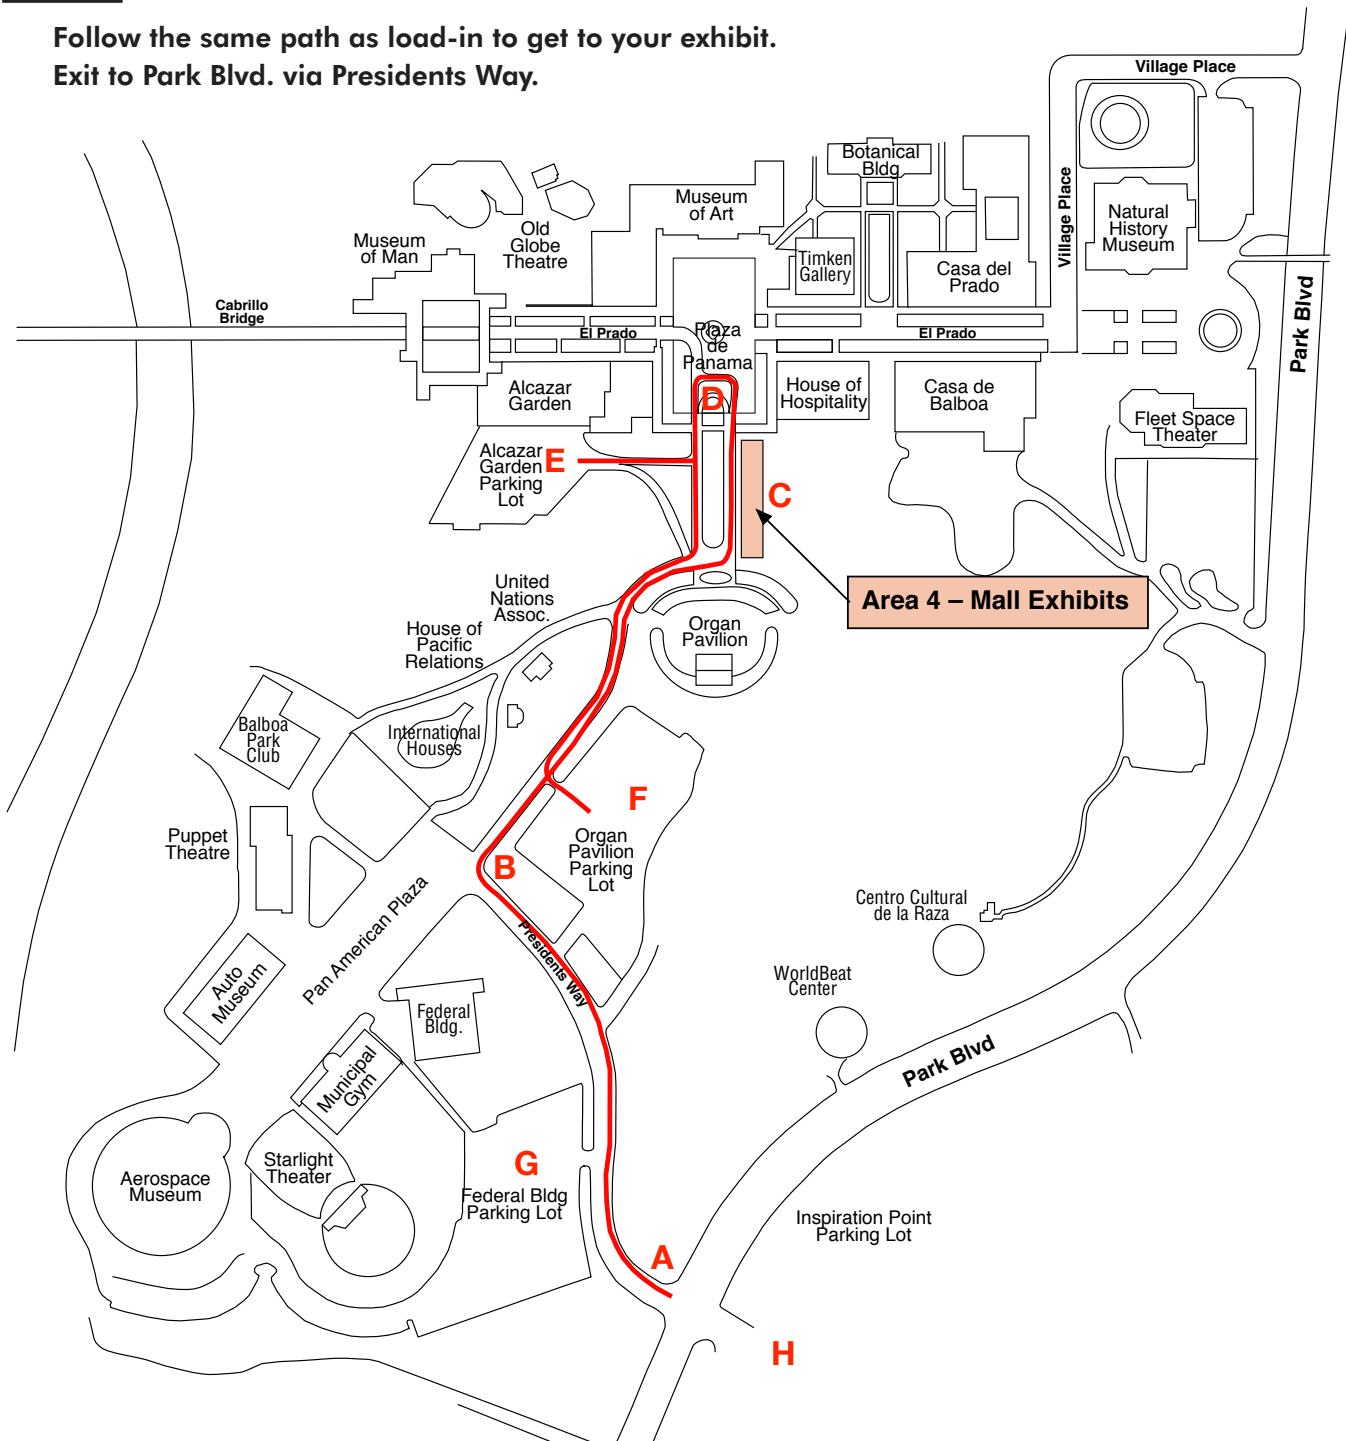 Follow the same path as load-in to get to your exhibit.
Exit to Park Blvd. via Presidents Way.
Village Place
Botanical
Bldg
Museum
of Art
Village Place
Natural
History
Museum
Old
Globe
Theatre
Museum
of Man
Timken
Gallery
Casa del
Prado
Park Blvd
Cabrillo
Bridge
El Prado
Plaza
de
Panama
El Prado
Alcazar
Garden
D
House of
Hospitality
Casa de
Balboa
Fleet Space
Theater
Alcazar
Garden
Parking
Lot
E
C
Area 4 – Mall Exhibits
United
Nations
Assoc.
House of
Pacific
Relations
Organ
Pavilion
Balboa
Park
Club
International
Houses
F
Puppet
Theatre
Organ
Pavilion
Parking
Lot
B
Pan American Plaza
Presidents Way
Centro Cultural
de la Raza
Auto
Museum
WorldBeat
Center
Federal
Bldg.
Municipal
Gym
Park Blvd
Aerospace
Museum
Starlight
Theater
G
Federal Bldg
Parking Lot
Inspiration Point
Parking Lot
A
H